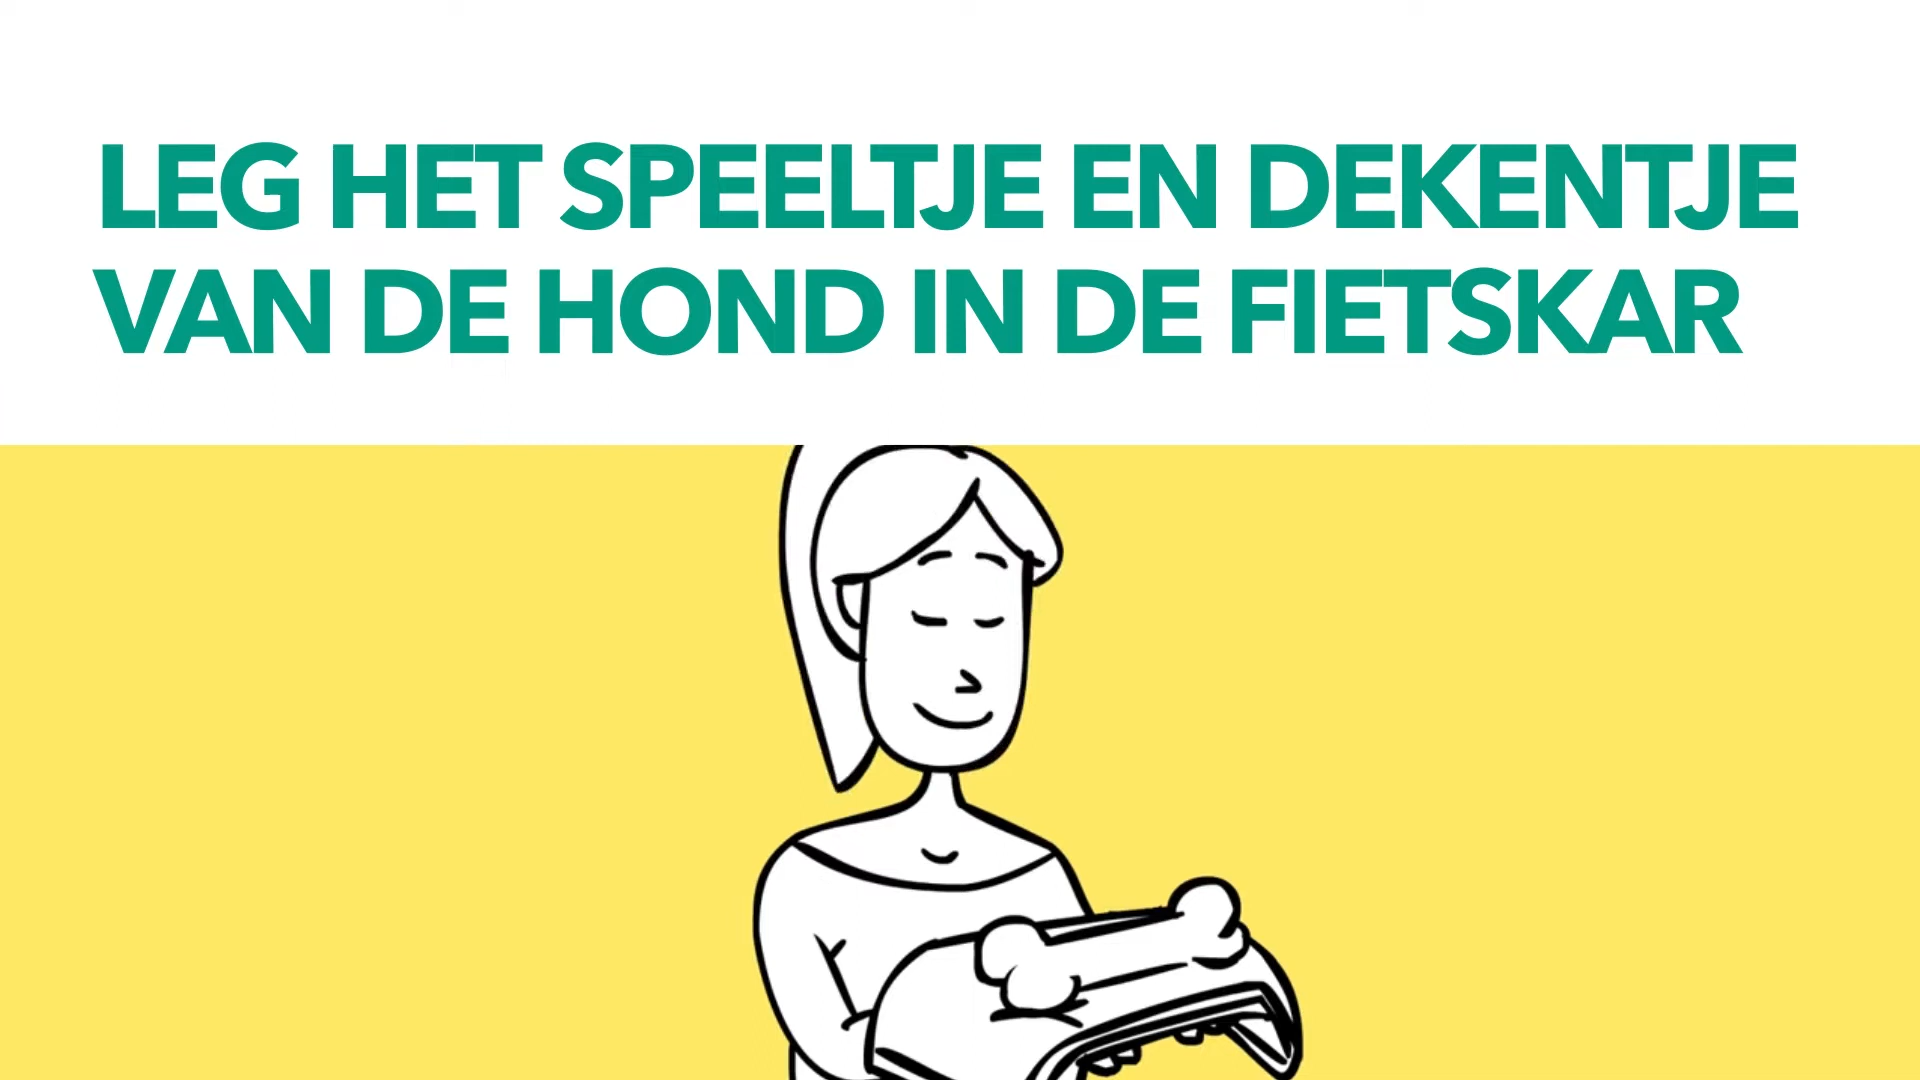 LEG HET SPEELTJE EN DEKENTJE
VAN DE HOND IN DE FIETSKAR